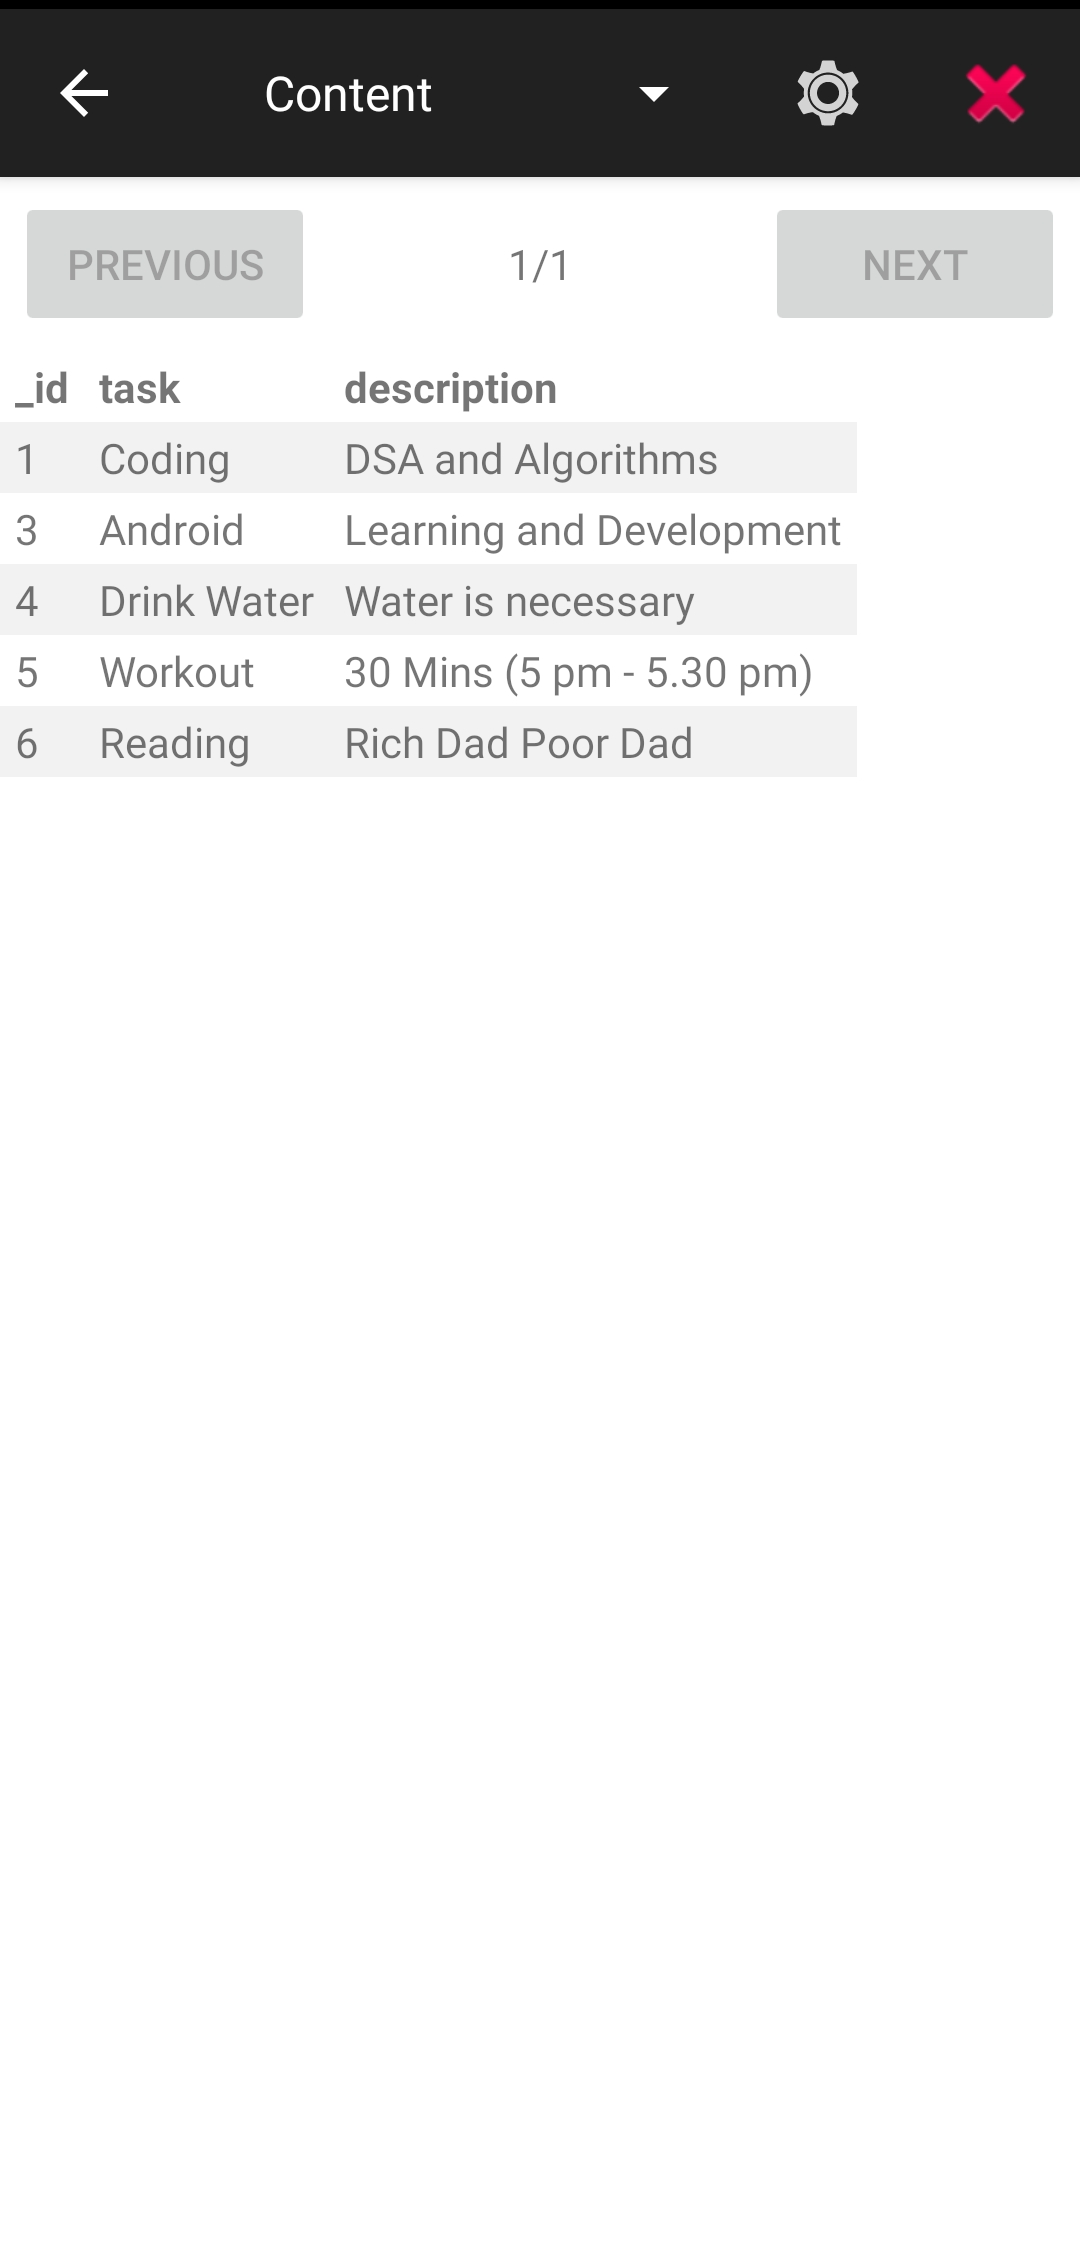 Content
PREVIOUS 1/1 NEXT
_id task description
1 Coding DSA and Algorithms
3 Android Learning and Development
4 Drink Water Water is necessary
5 Workout 30 Mins (5 pm - 5.30 pm)
6 Reading Rich Dad Poor Dad